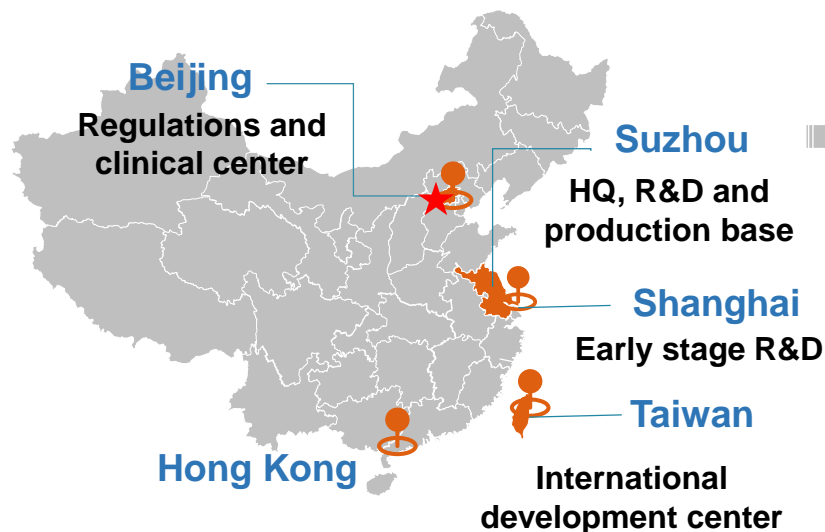 Beijing
Regulations and
clinical center
Suzhou
HQ, R&D and
production base
Shanghai
Early stage R&D
Taiwan
Hong Kong
International
development center